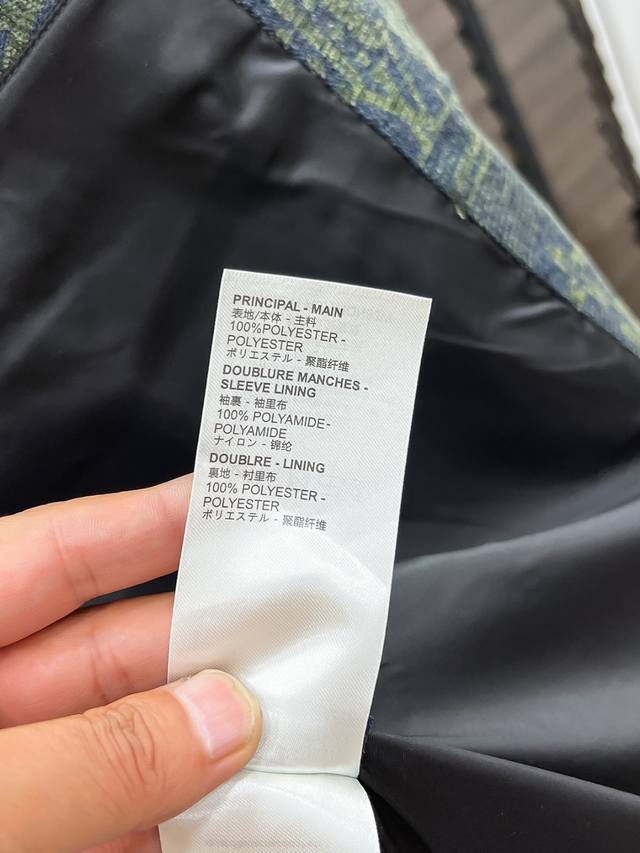 PRINCIPAL - MAIN
表地/本体 - 主料
100%POLYESTER -
POLYESTER
ポリエステル - 聚酯纤维
DOUBLURE MANCHES -
SLEEVE LINING
袖裏 - 袖里布
100% POLYAMIDE-
POLYAMIDE
ナイロン - 锦纶
DOUBLRE - LINING
裏地 - 衬里布
100% POLYESTER -
POLYESTER
ポリエステル - 聚酯纤维